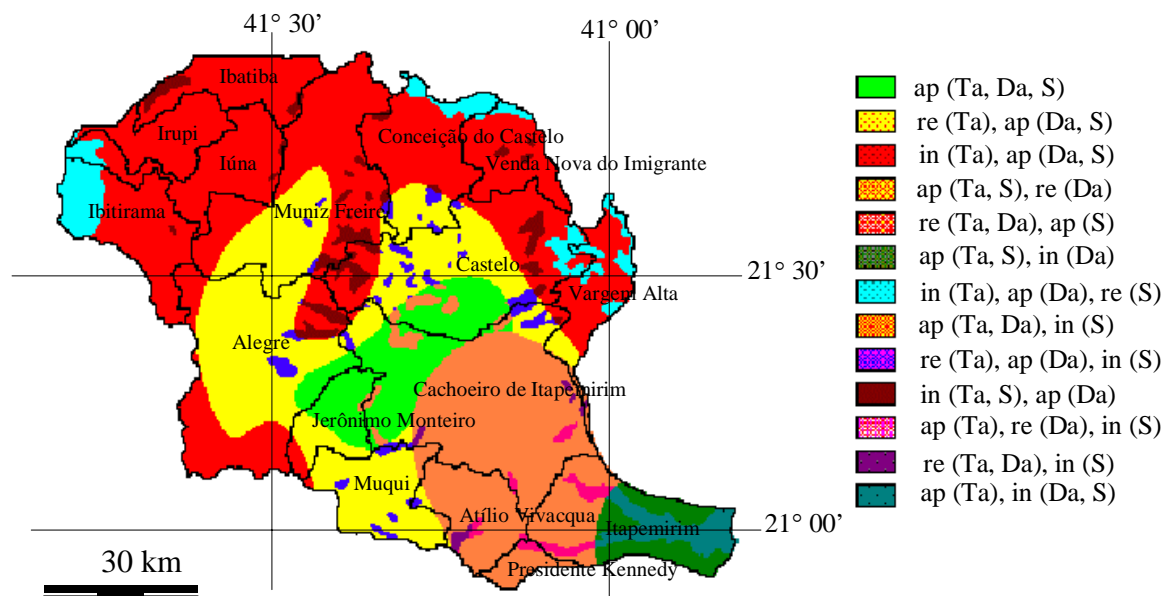 41° 30’
41° 00’
Ibatiba
Irupi
Conceição do Castelo
Iúna
Venda Nova do Imigrante
Ibitirama
Muniz Freire
Castelo
21° 30’
Vargem Alta
Alegre
Cachoeiro de Itapemirim
Jerônimo Monteiro
Muqui
Atílio Vivacqua
Itapemirim
21° 00’
Presidente Kennedy
30 km
ap (Ta, Da, S)
re (Ta), ap (Da, S)
in (Ta), ap (Da, S)
ap (Ta, S), re (Da)
re (Ta, Da), ap (S)
ap (Ta, S), in (Da)
in (Ta), ap (Da), re (S)
ap (Ta, Da), in (S)
re (Ta), ap (Da), in (S)
in (Ta, S), ap (Da)
ap (Ta), re (Da), in (S)
re (Ta, Da), in (S)
ap (Ta), in (Da, S)